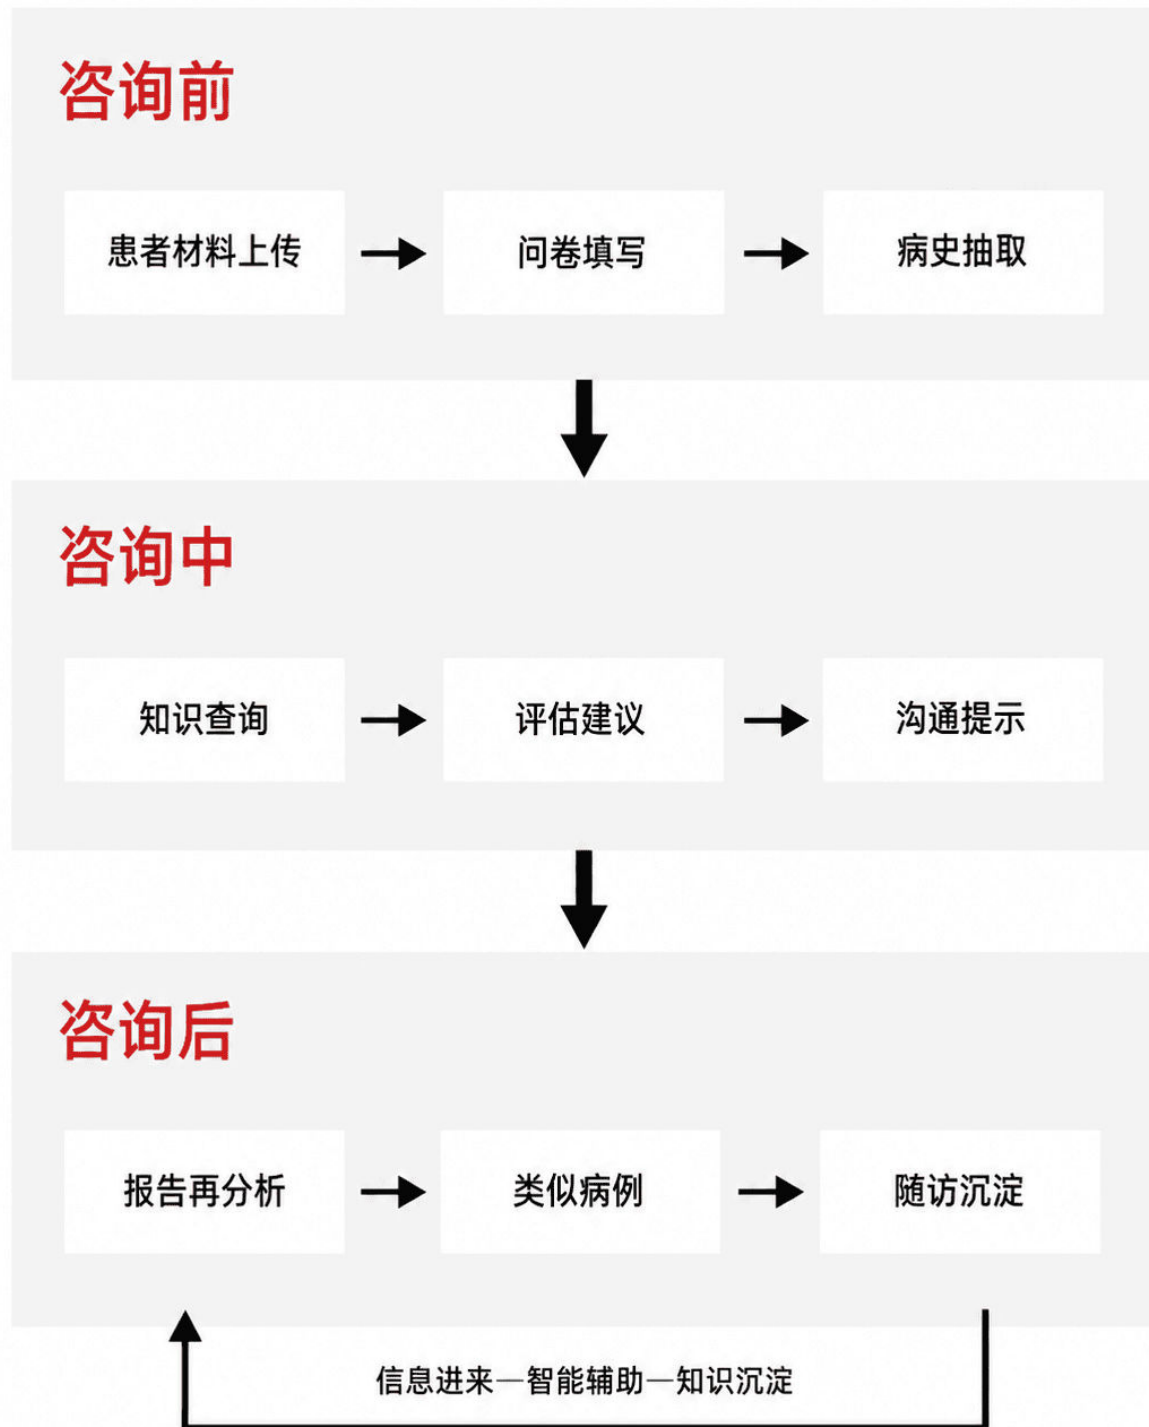 咨询前
患者材料上传
问卷填写
病史抽取
咨询中
知识查询
评估建议
沟通提示
咨询后
报告再分析
类似病例
随访沉淀
信息进来—智能辅助—知识沉淀